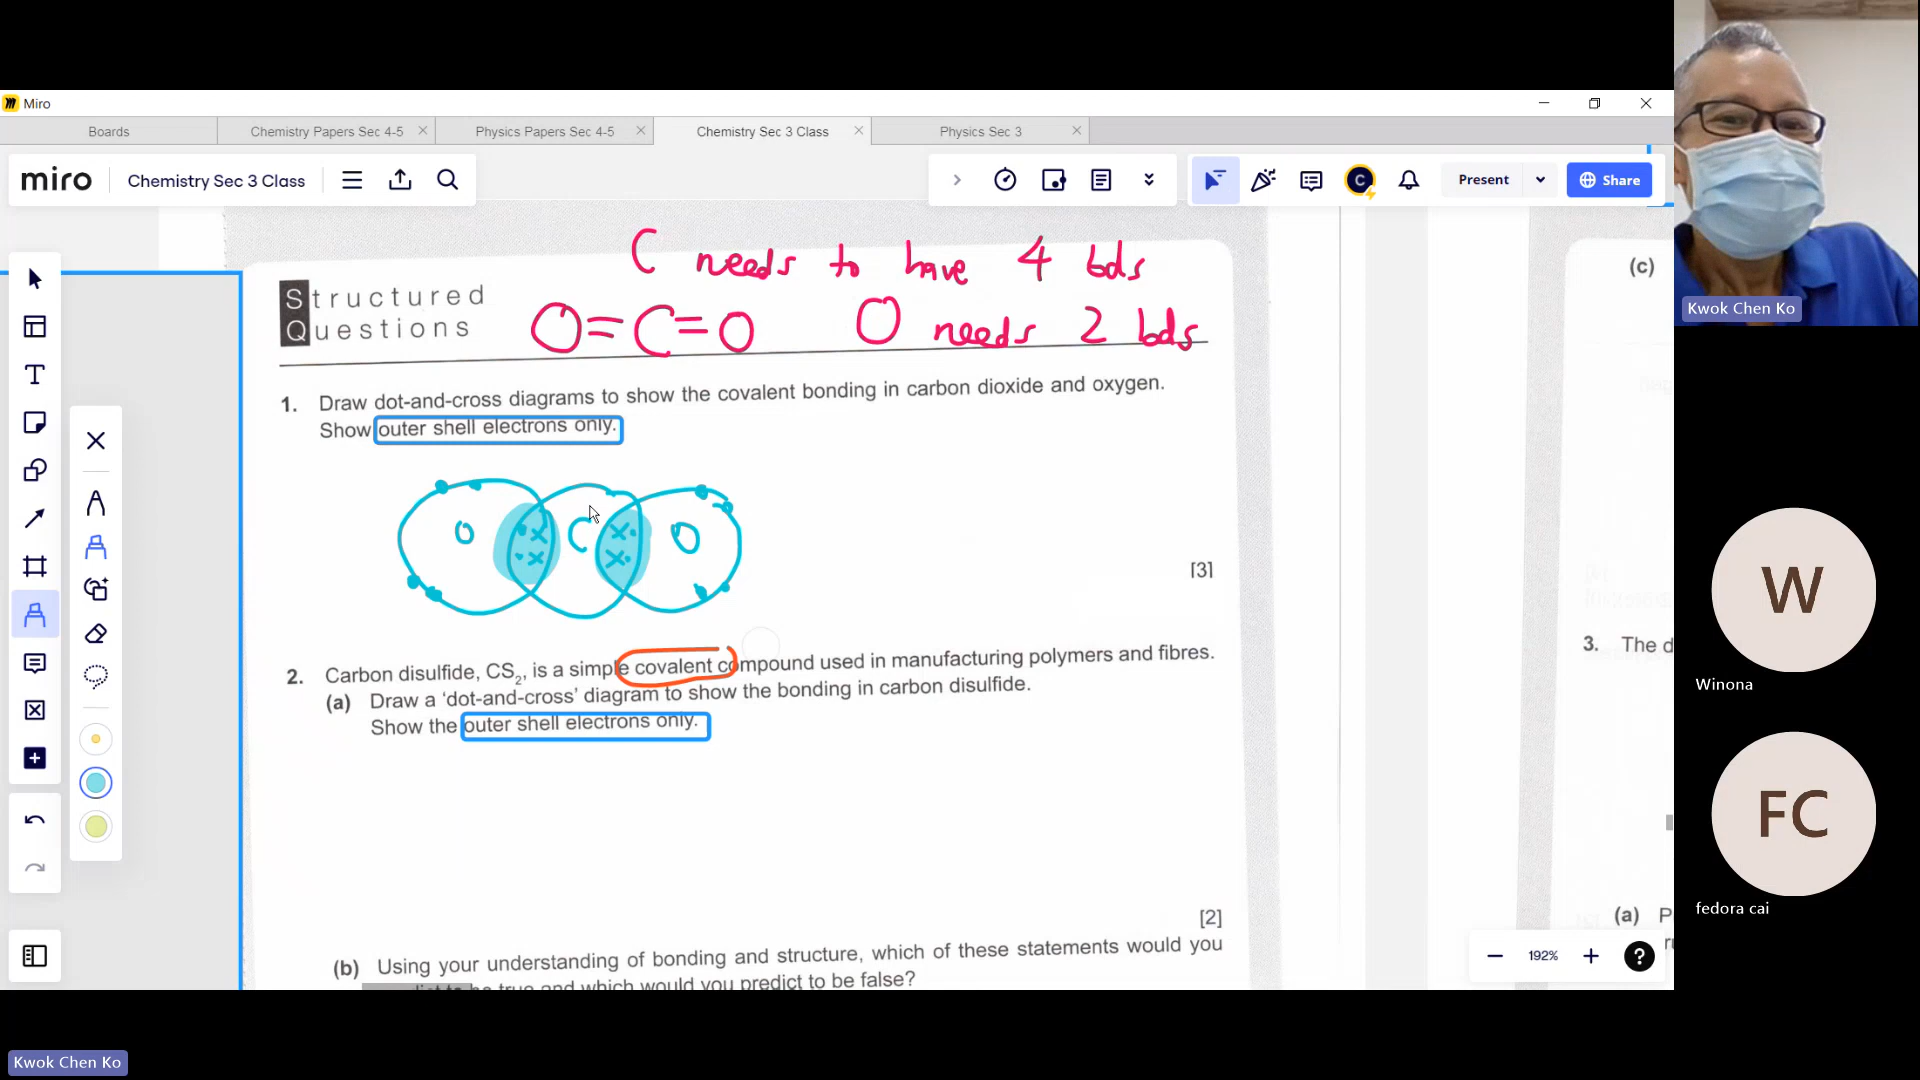 Miro
Boards
Chemistry Papers Sec 4-5
Physics Papers Sec 4-5
Chemistry Sec 3 Class
Physics Sec 3
miro
Chemistry Sec 3 Class
C
Present
Share
C needs to have 4 bds
Structured
Questions
O=C=O
O needs 2 bds
1. Draw dot-and-cross diagrams to show the covalent bonding in carbon dioxide and oxygen.
Show outer shell electrons only.
O C O
[3]
2. Carbon disulfide, CS2, is a simple covalent compound used in manufacturing polymers and fibres.
(a) Draw a 'dot-and-cross' diagram to show the bonding in carbon disulfide.
Show the outer shell electrons only.
[2]
(b) Using your understanding of bonding and structure, which of these statements would you
be true and which would you predict to be false?
(c)
3. The d
(a) P
192%
Kwok Chen Ko
W
Winona
FC
fedora cai
Kwok Chen Ko